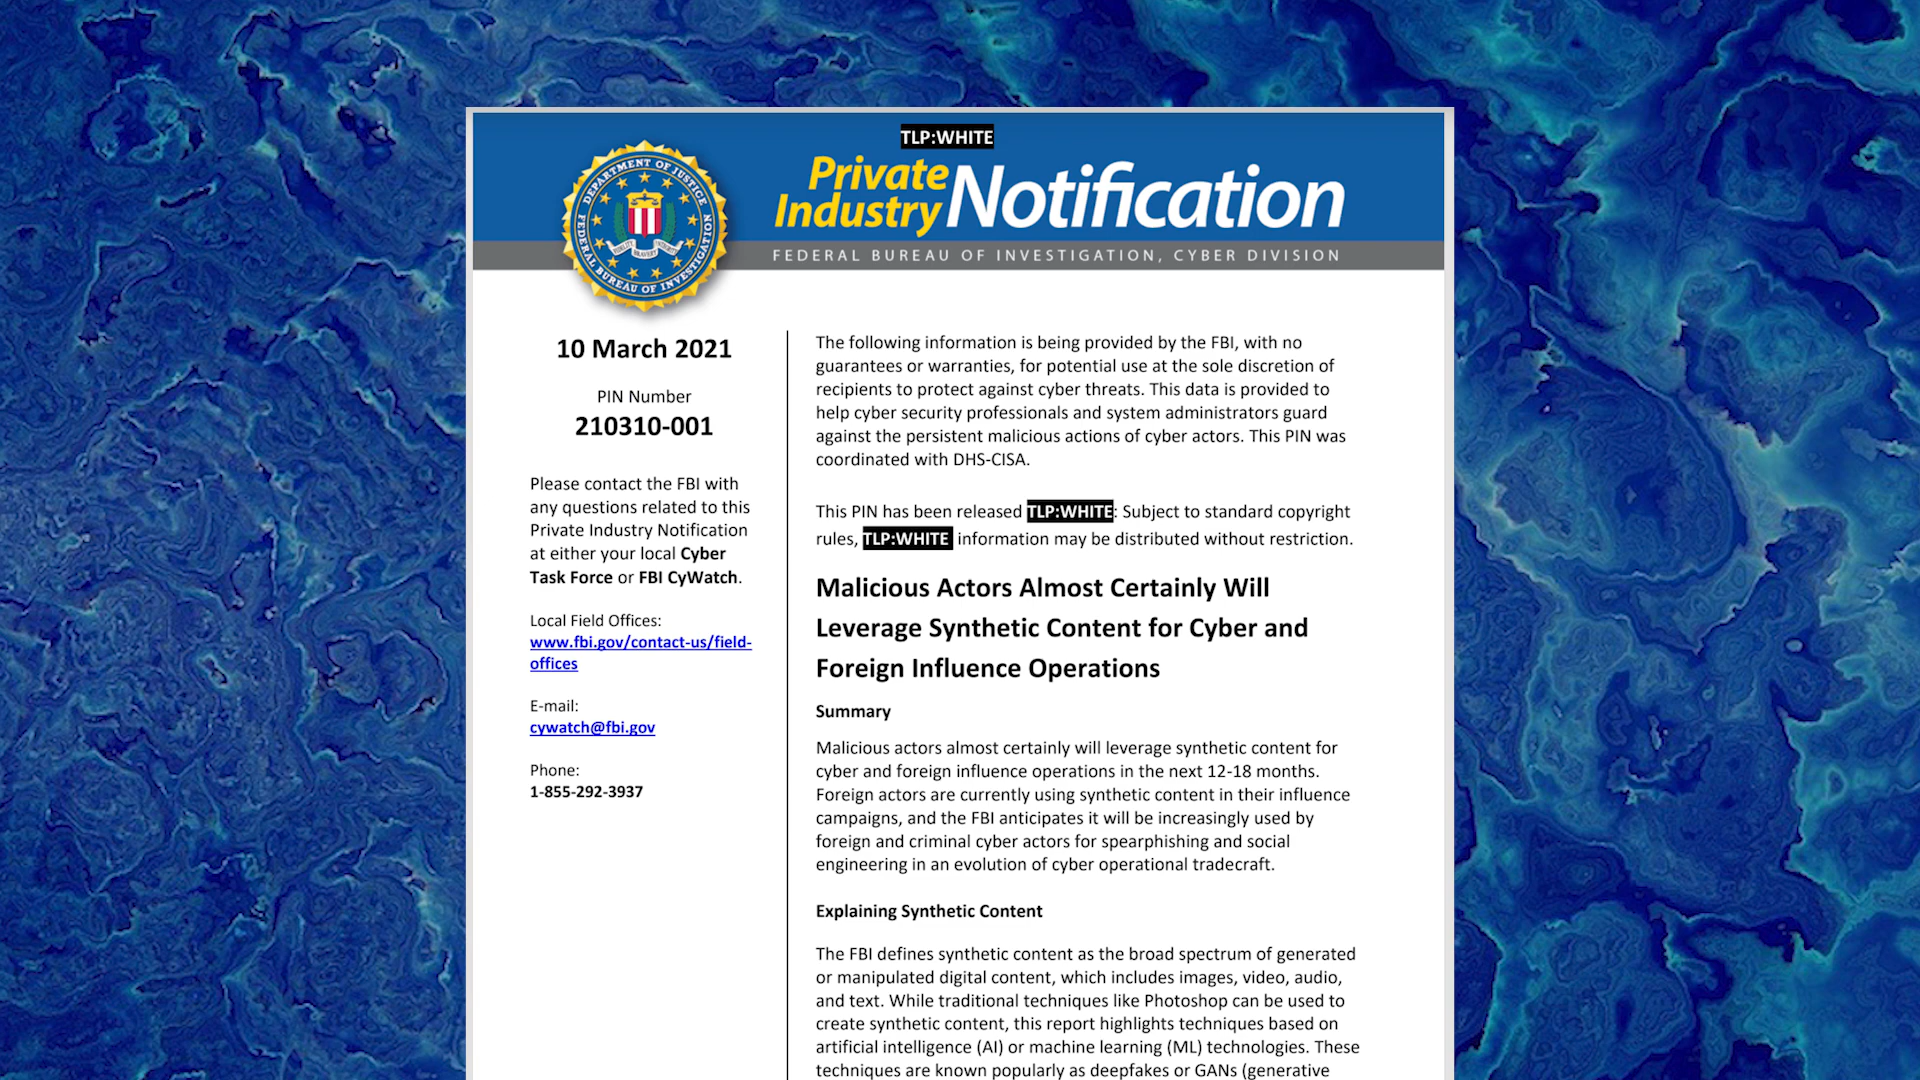 TLP:WHITE
Private
Industry
Notification
FEDERAL BUREAU OF INVESTIGATION, CYBER DIVISION
DEPARTMENT OF JUSTICE
FEDERAL BUREAU OF INVESTIGATION
FIDELITY BRAVERY INTEGRITY
10 March 2021
PIN Number
210310-001
Please contact the FBI with
any questions related to this
Private Industry Notification
at either your local Cyber
Task Force or FBI CyWatch.
Local Field Offices:
www.fbi.gov/contact-us/field-
offices
E-mail:
cywatch@fbi.gov
Phone:
1-855-292-3937
The following information is being provided by the FBI, with no
guarantees or warranties, for potential use at the sole discretion of
recipients to protect against cyber threats. This data is provided to
help cyber security professionals and system administrators guard
against the persistent malicious actions of cyber actors. This PIN was
coordinated with DHS-CISA.
This PIN has been released TLP:WHITE: Subject to standard copyright
rules, TLP:WHITE information may be distributed without restriction.
Malicious Actors Almost Certainly Will
Leverage Synthetic Content for Cyber and
Foreign Influence Operations
Summary
Malicious actors almost certainly will leverage synthetic content for
cyber and foreign influence operations in the next 12-18 months.
Foreign actors are currently using synthetic content in their influence
campaigns, and the FBI anticipates it will be increasingly used by
foreign and criminal cyber actors for spearphishing and social
engineering in an evolution of cyber operational tradecraft.
Explaining Synthetic Content
The FBI defines synthetic content as the broad spectrum of generated
or manipulated digital content, which includes images, video, audio,
and text. While traditional techniques like Photoshop can be used to
create synthetic content, this report highlights techniques based on
artificial intelligence (AI) or machine learning (ML) technologies. These
techniques are known popularly as deepfakes or GANs (generative